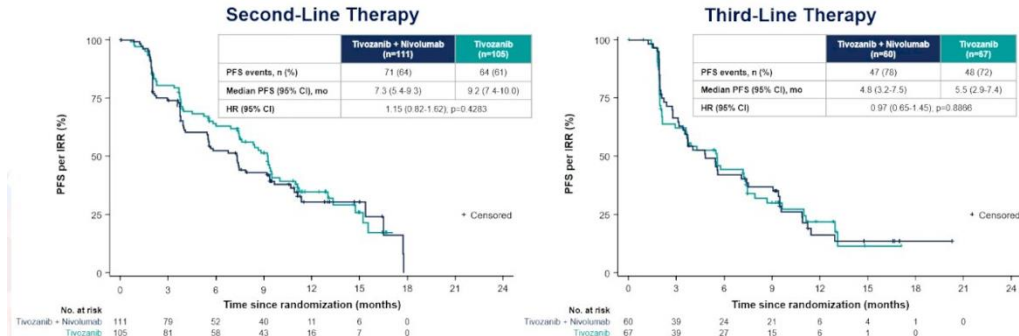 Second-Line Therapy
Tivozanib + Nivolumab (n=111) Tivozanib (n=105)
PFS events, n (%) 71 (64) 64 (61)
Median PFS (95% CI), mo 7.3 (5.4-9.3) 9.2 (7.4-10.0)
HR (95% CI) 1.15 (0.82-1.62); p=0.4283
PFS per IRR (%)
100
75
50
25
0
+ Censored
0 3 6 9 12 15 18 21 24
Time since randomization (months)
No. at risk
Tivozanib + Nivolumab 111 79 52 40 11 6 0
Tivozanib 105 81 58 43 16 7 0
Third-Line Therapy
Tivozanib + Nivolumab (n=60) Tivozanib (n=67)
PFS events, n (%) 47 (78) 48 (72)
Median PFS (95% CI), mo 4.8 (3.2-7.5) 5.5 (2.9-7.4)
HR (95% CI) 0.97 (0.65-1.45); p=0.8866
PFS per IRR (%)
100
75
50
25
0
+ Censored
0 3 6 9 12 15 18 21 24
Time since randomization (months)
No. at risk
Tivozanib + Nivolumab 60 39 24 21 6 4 1 0
Tivozanib 67 39 27 15 6 1 0